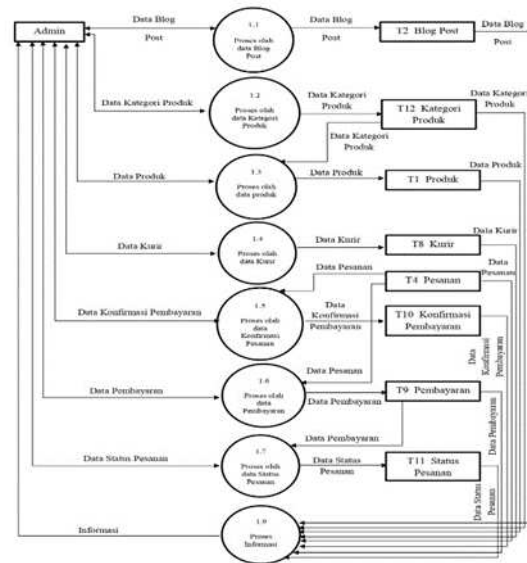 Admin
Data Blog
Post
1.1
Proses olah
data Blog
Post
Data Blog
Post
T2 Blog Post
Data Blog
Post
Data Kategori Produk
1.2
Proses olah
data Kategori
Produk
Data Kategori
Produk
T12 Kategori
Produk
Data Kategori
Produk
Data Kategori
Produk
Data Produk
1.3
Proses olah
data produk
Data Produk
T1 Produk
Data Produk
Data Kurir
1.4
Proses olah
data Kurir
Data Kurir
T8 Kurir
Data Kurir
Data Pesanan
T4 Pesanan
Data
Pesanan
Data Konfirmasi Pembayaran
1.5
Proses olah
data
Konfirmasi
Pesanan
Data
Konfirmasi
Pembayaran
T10 Konfirmasi
Pembayaran
Data
Konfirmasi
Pembayaran
Data Pesanan
Data Pembayaran
1.6
Proses olah
data
Pembayaran
Data Pembayaran
T9 Pembayaran
Data Pembayaran
Data Pembayaran
Data Status Pesanan
1.7
Proses olah
data Status
Pesanan
Data Status
Pesanan
T11 Status
Pesanan
Data Status
Pesanan
Informasi
Proses
Informasi